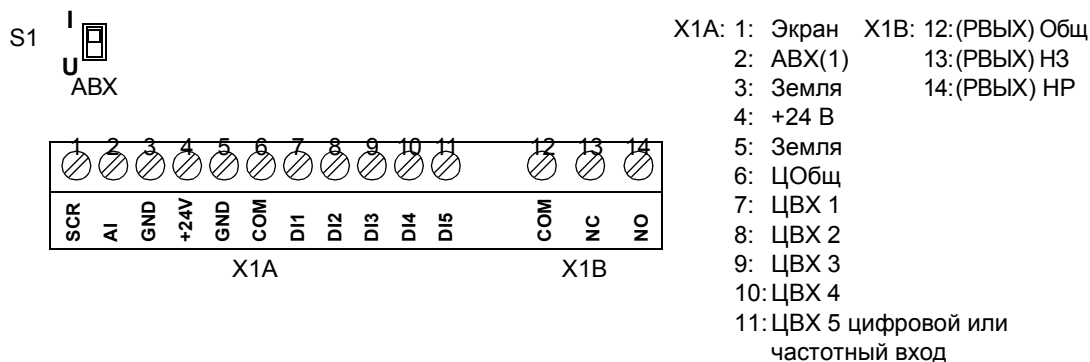 S1
I
U
АВХ
1 2 3 4 5 6 7 8 9 10 11 12 13 14
SCR AI GND +24V GND COM DI1 DI2 DI3 DI4 DI5 COM NC NO
X1A X1B
X1A: 1: Экран X1B: 12:(РВЫХ) Общ
2: АВХ(1) 13:(РВЫХ) НЗ
3: Земля 14:(РВЫХ) НР
4: +24 В
5: Земля
6: ЦОбщ
7: ЦВХ 1
8: ЦВХ 2
9: ЦВХ 3
10: ЦВХ 4
11: ЦВХ 5 цифровой или
частотный вход